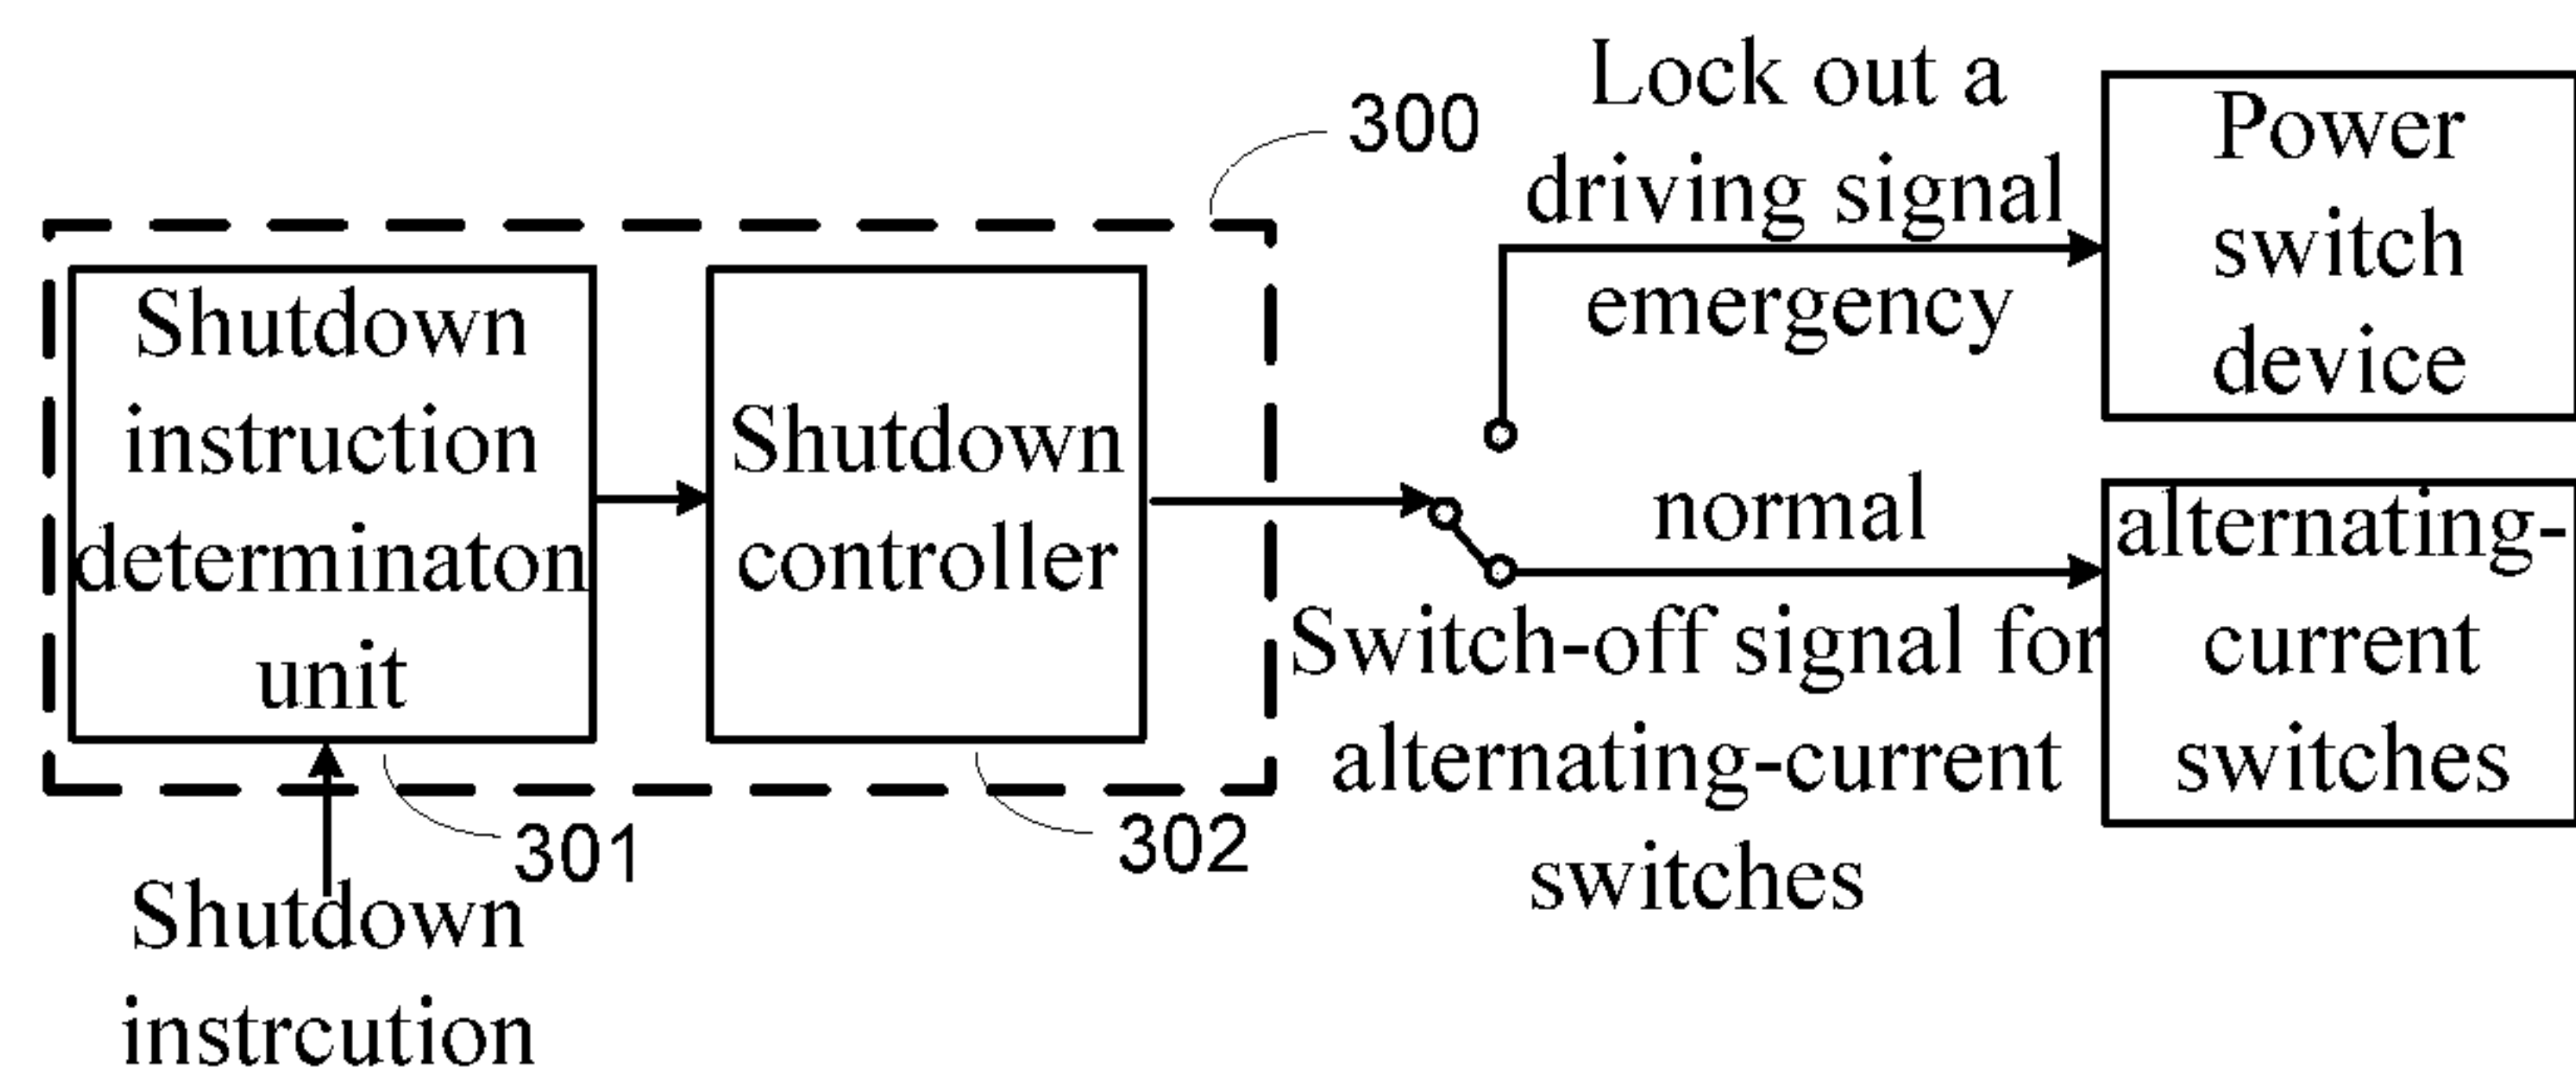 300
Shutdown
instruction
determinaton
unit
301
Shutdown
instrcution
Shutdown
controller
302
Lock out a
driving signal
emergency
normal
Switch-off signal for
alternating-current
switches
Power
switch
device
alternating-
current
switches